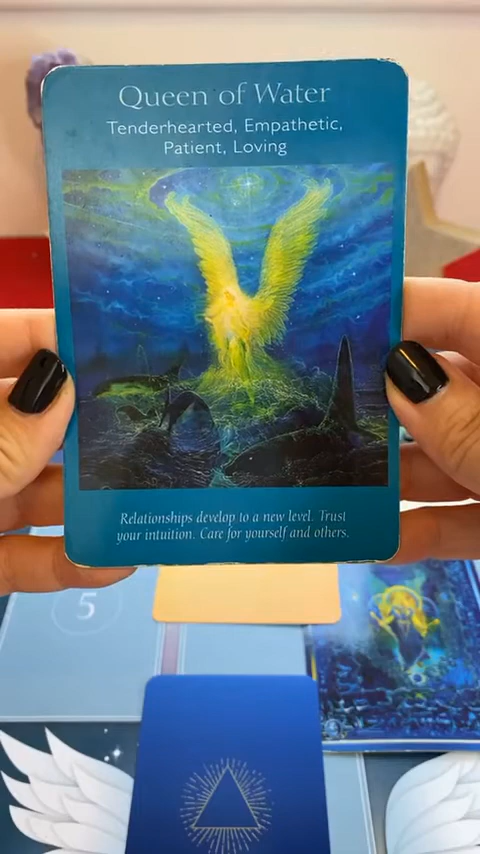 Queen of Water
Tenderhearted, Empathetic,
Patient, Loving
Relationships develop to a new level. Trust
your intuition. Care for yourself and others.
5